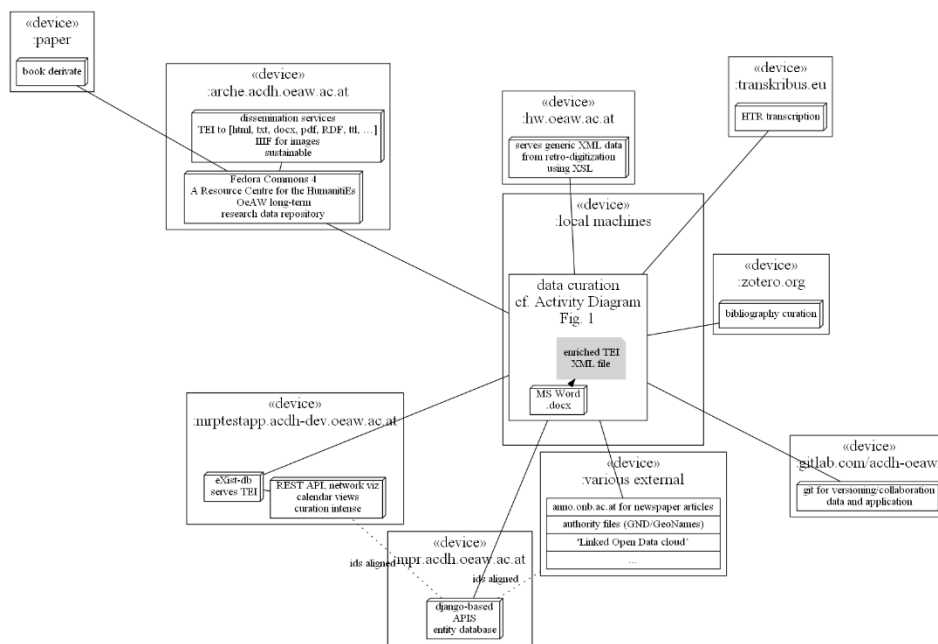 «device»
:paper
book derivate
«device»
:arche.acdh.oeaw.ac.at
dissemination services
TEI to [html, txt, docx, pdf, RDF, ttl, …]
IIIF for images
sustainable
Fedora Commons 4
A Resource Centre for the HumanitiEs
OeAW long-term
research data repository
«device»
:hw.oeaw.ac.at
serves generic XML data
from retro-digitization
using XSL
«device»
:transkribus.eu
HTR transcription
«device»
:local machines
data curation
cf. Activity Diagram
Fig. 1
enriched TEI
XML file
MS Word
.docx
«device»
:zotero.org
bibliography curation
«device»
:mrptestapp.acdh-dev.oeaw.ac.at
eXist-db
serves TEI
REST API, network viz
calendar views
curation intense
«device»
:various external
anno.onb.ac.at for newspaper articles
authority files (GND/GeoNames)
'Linked Open Data cloud'
...
«device»
:gitlab.com/acdh-oeaw
git for versioning/collaboration
data and application
«device»
:mpr.acdh.oeaw.ac.at
ids aligned
ids aligned
django-based
APIS
entity database